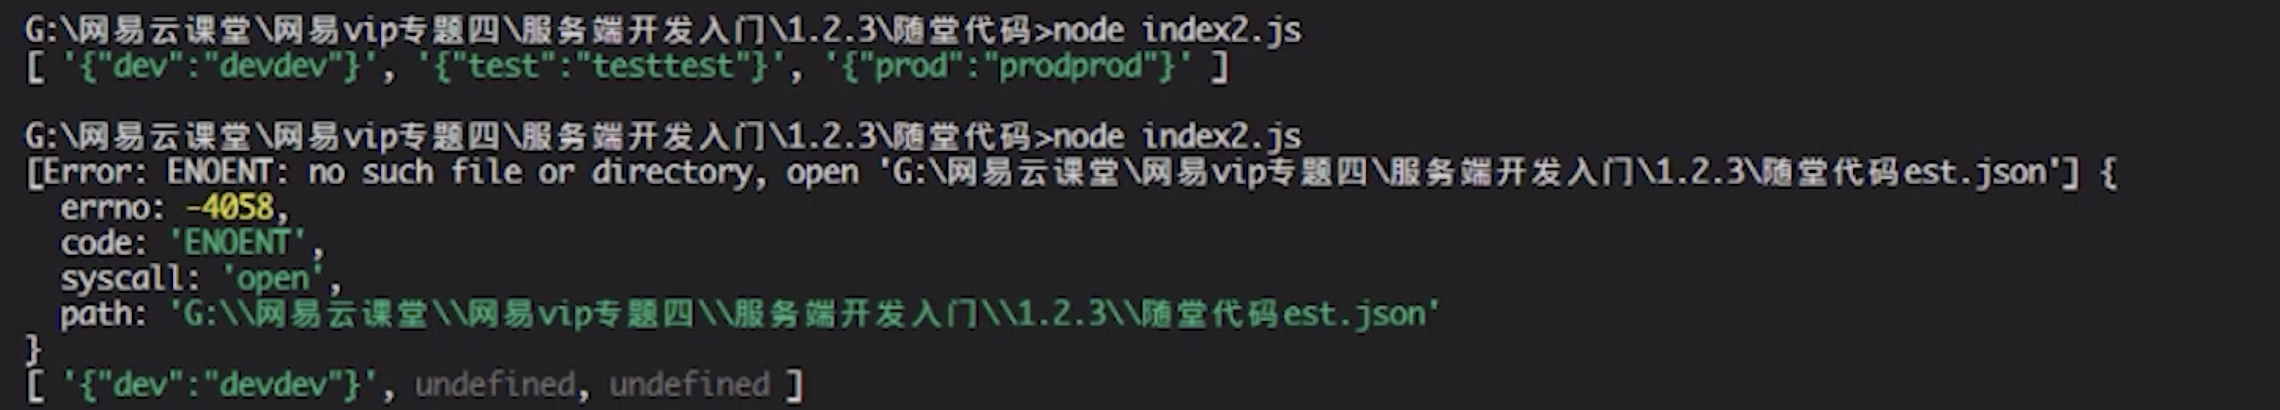 G:\网易云课堂\网易vip专题四\服务端开发入门\1.2.3\随堂代码>node index2.js
[ '{"dev":"devdev"}', '{"test":"testtest"}', '{"prod":"prodprod"}' ]
G:\网易云课堂\网易vip专题四\服务端开发入门\1.2.3\随堂代码>node index2.js
[Error: ENOENT: no such file or directory, open 'G:\网易云课堂\网易vip专题四\服务端开发入门\1.2.3\随堂代码est.json'] {
  errno: -4058,
  code: 'ENOENT',
  syscall: 'open',
  path: 'G:\\网易云课堂\\网易vip专题四\\服务端开发入门\\1.2.3\\随堂代码est.json'
}
[ '{"dev":"devdev"}', undefined, undefined ]